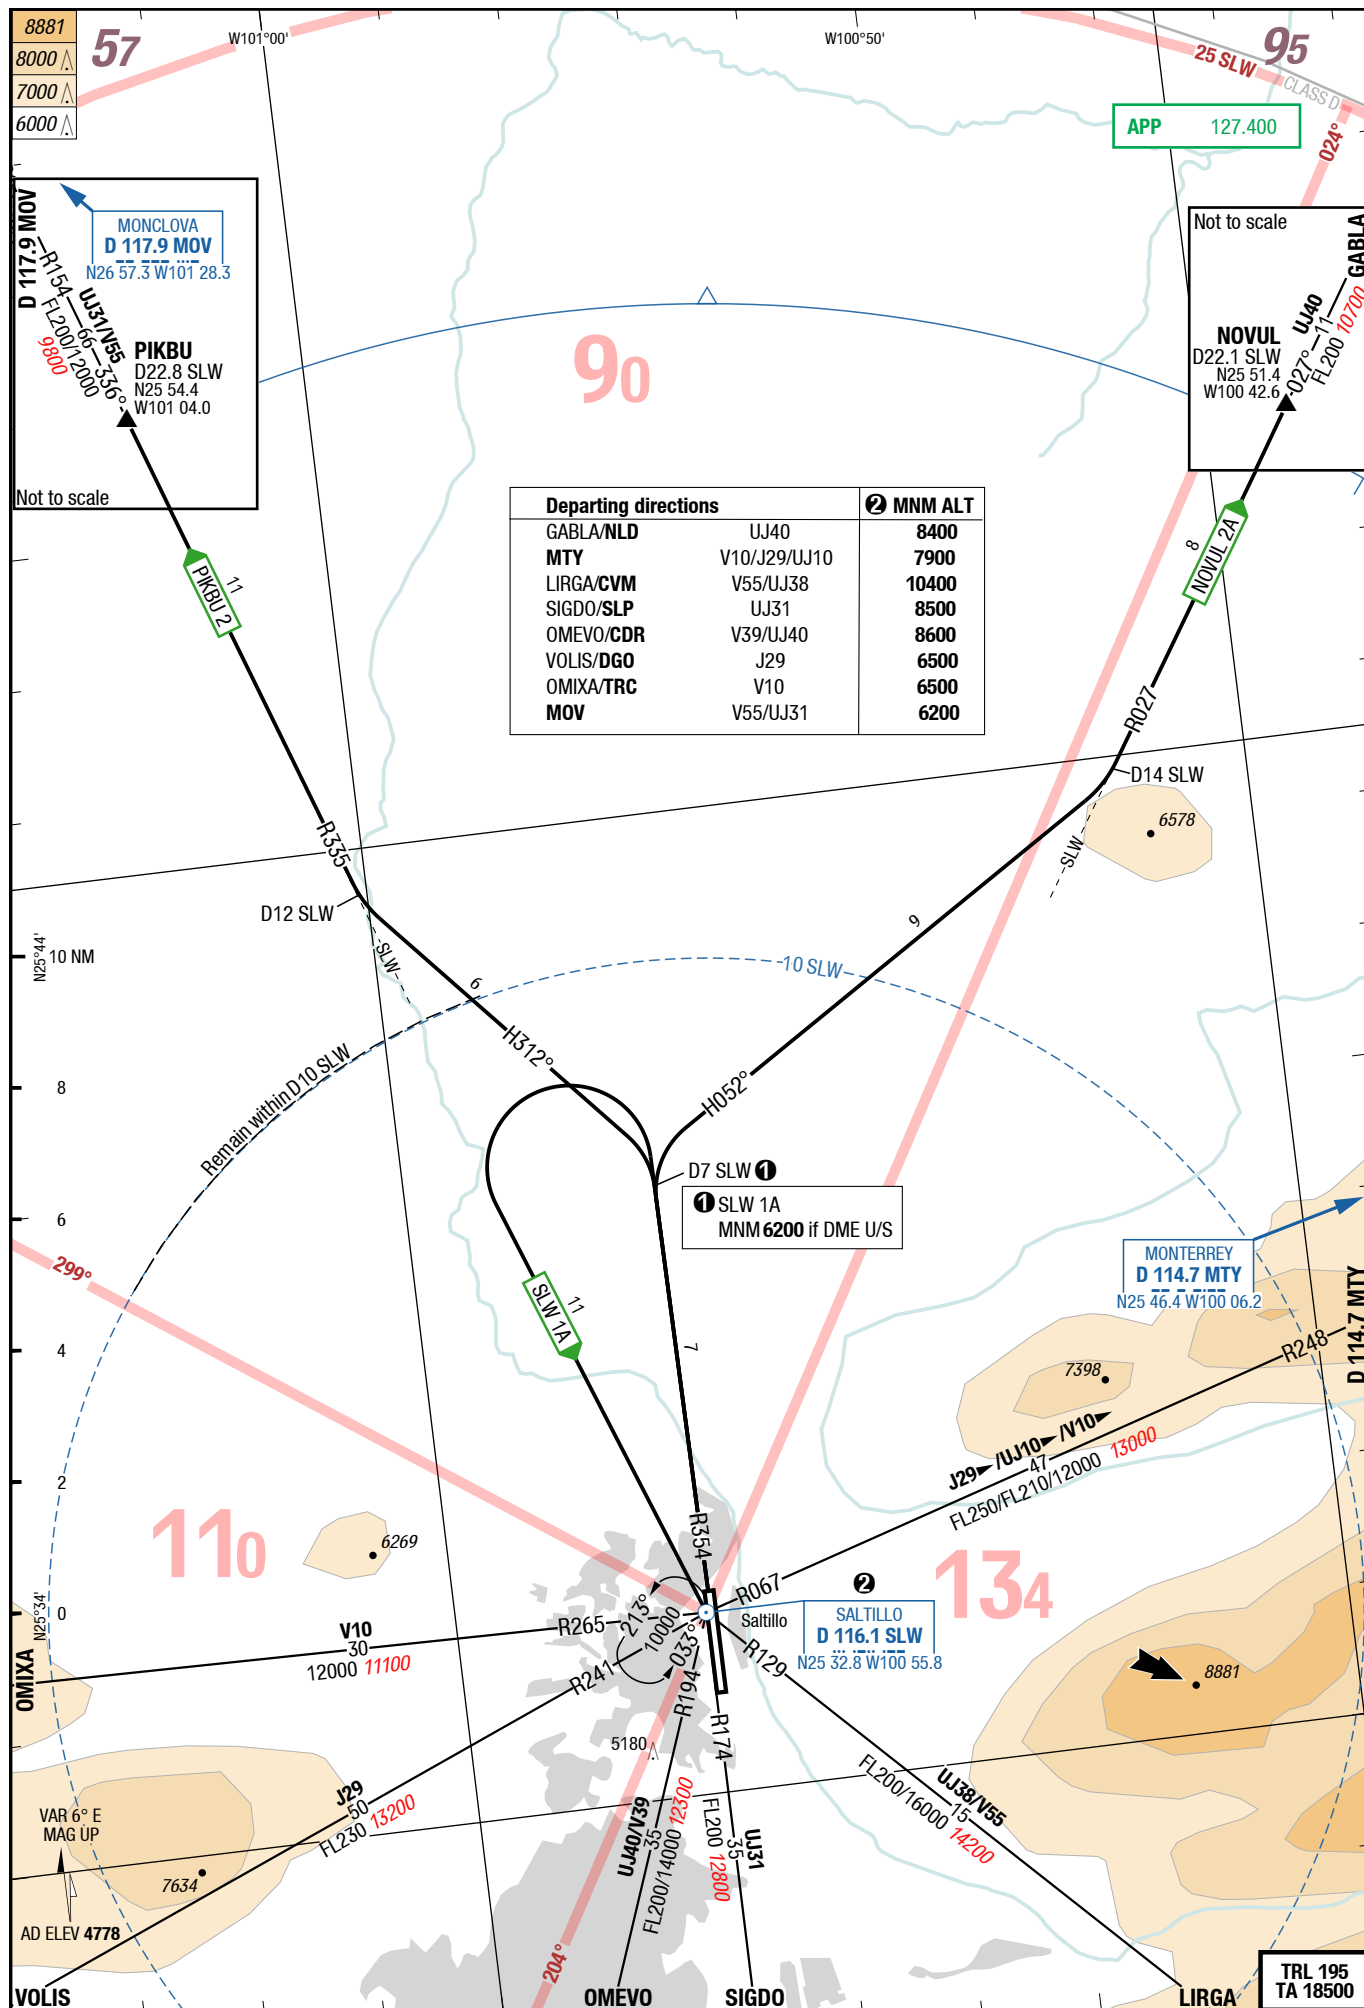 8881
8000
7000
6000
57
W101°00'
W100°50'
95
25 SLW
CLASS D
024°
APP 127.400
D 117.9 MOV
MONCLOVA
D 117.9 MOV
N26 57.3 W101 28.3
R154
UJ31/V55
66
336°
FL200/12000
9800
PIKBU
D22.8 SLW
N25 54.4
W101 04.0
Not to scale
Not to scale
GABLA
UJ40
11
027°
FL200 10700
NOVUL
D22.1 SLW
N25 51.4
W100 42.6
90
Departing directions ❷ MNM ALT
GABLA/NLD UJ40 8400
MTY V10/J29/UJ10 7900
LIRGA/CVM V55/UJ38 10400
SIGDO/SLP UJ31 8500
OMEVO/CDR V39/UJ40 8600
VOLIS/DGO J29 6500
OMIXA/TRC V10 6500
MOV V55/UJ31 6200
PIKBU 2
11
NOVUL 2A
8
R027
D14 SLW
6578
SLW
R335
D12 SLW
SLW
9
N25°44'
10 NM
10 SLW
6
H312°
H052°
Remain within D10 SLW
8
D7 SLW ❶
❶ SLW 1A
MNM 6200 if DME U/S
6
299°
MONTERREY
D 114.7 MTY
N25 46.4 W100 06.2
D 114.7 MTY
SLW 1A
11
7
4
R248
7398
J29 /UJ10 /V10
47
FL250/FL210/12000 13000
2
110
6269
R354
134
R067
❷
SALTILLO
D 116.1 SLW
N25 32.8 W100 55.8
Saltillo
N25°34'
0
213°
1000
033°
V10
30
12000 11100
R265
R241
R194
R129
R174
OMIXA
8881
5180
J29
50
FL230 13200
VAR 6° E
MAG UP
7634
AD ELEV 4778
UJ40/V39
35
FL200/14000 12300
UJ31
35
FL200 12800
UJ38/V55
15
FL200/16000 14200
204°
VOLIS
OMEVO
SIGDO
LIRGA
TRL 195
TA 18500